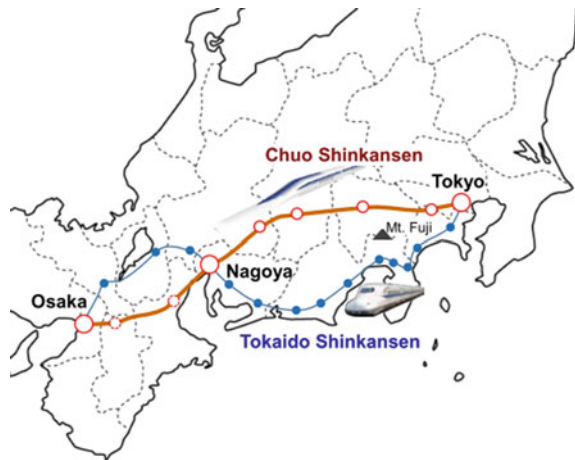 Chuo Shinkansen
Tokyo
Mt. Fuji
Nagoya
Osaka
Tokaido Shinkansen